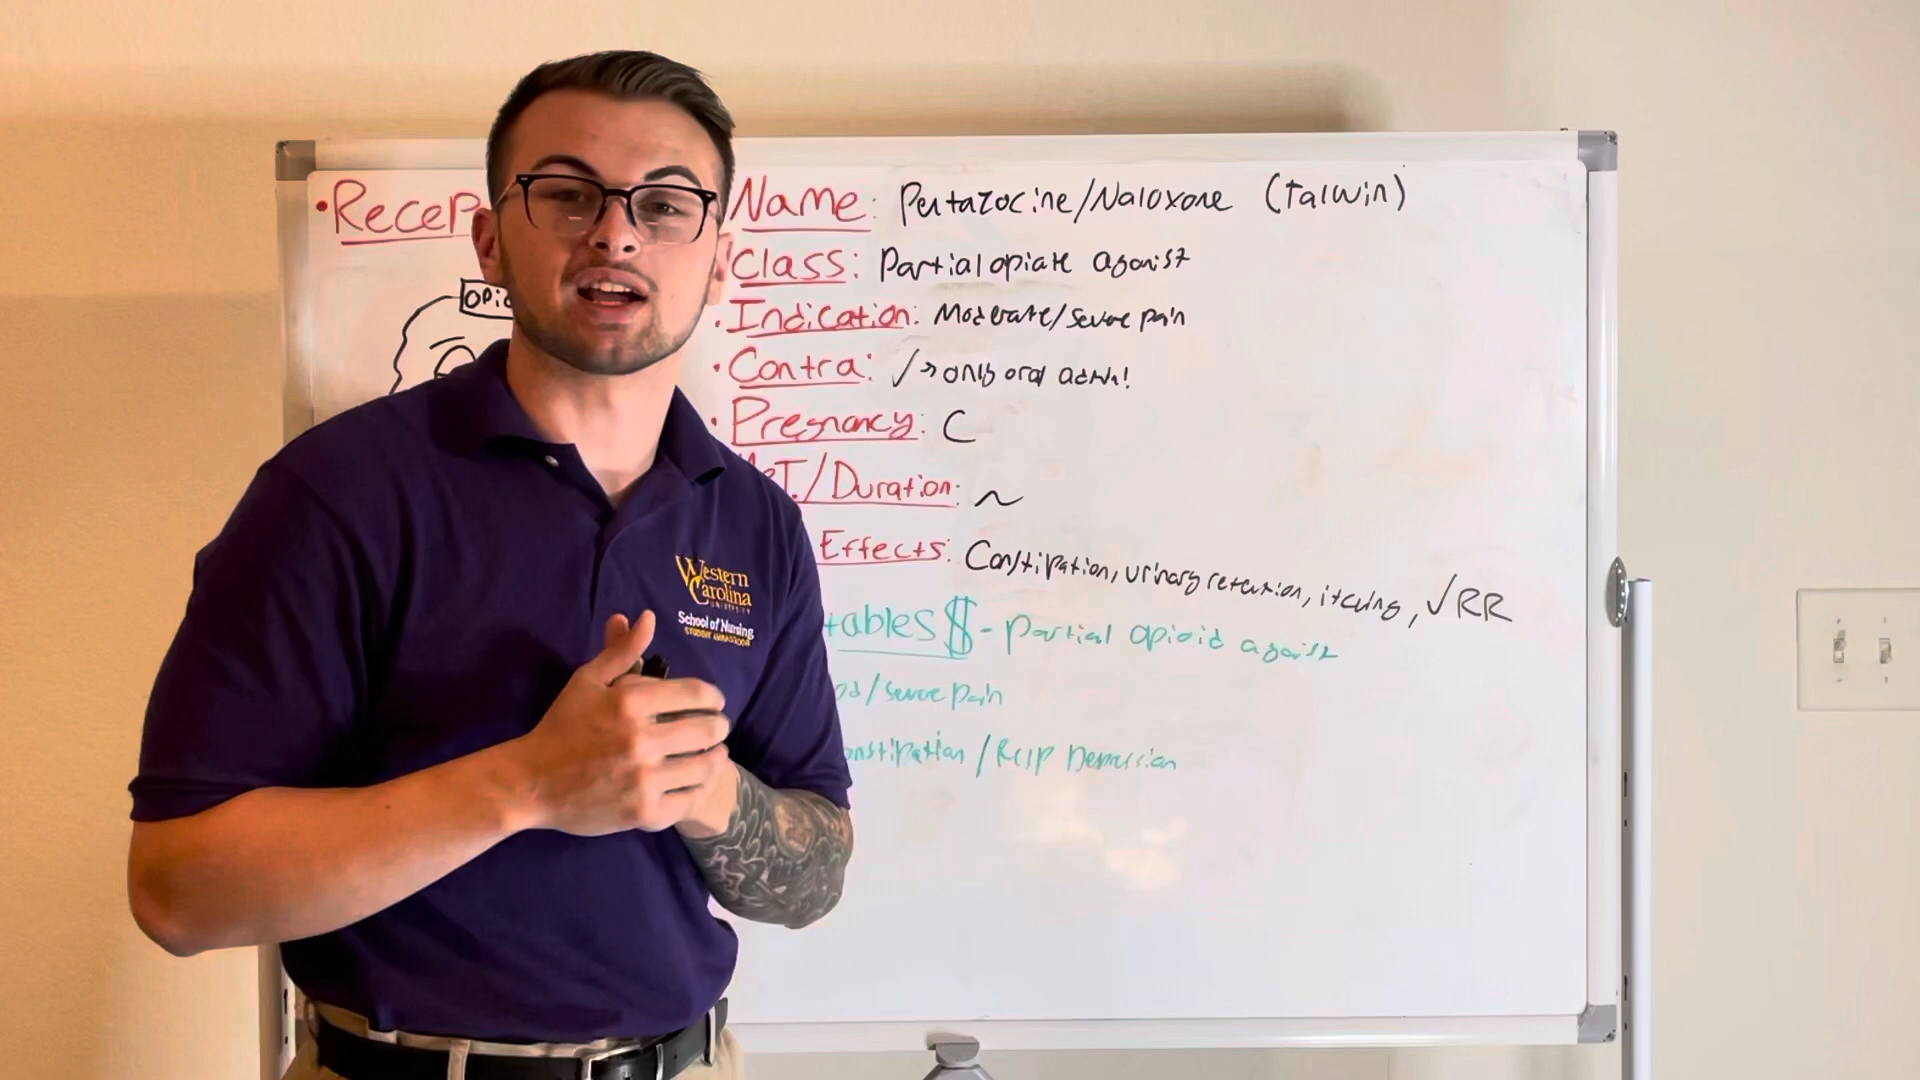 •Recep
Name: Pentazocine/Naloxone (Talwin)
Class: Partial opiate agonist
• Indication: Moderate/severe pain
• Contra: √→ only oral admin!
• Pregnancy: C
T./Duration: ~
Effects: Constipation, urinary retention, itching, √RR
tables $ - partial opioid agonist
od/severe pain
onstipation / Resp Depression
opio
Western
Carolina
UNIVERSITY
School of Nursing
STUDENT AMBASSADOR